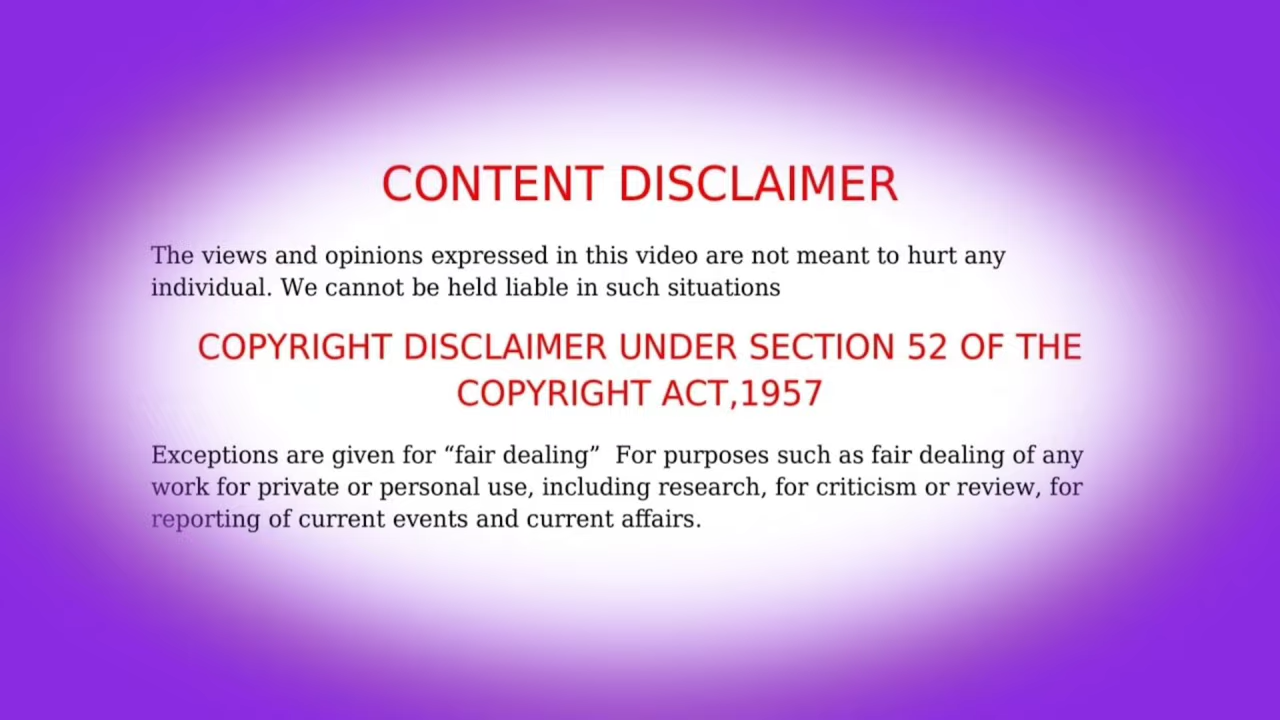 CONTENT DISCLAIMER
The views and opinions expressed in this video are not meant to hurt any
individual. We cannot be held liable in such situations
COPYRIGHT DISCLAIMER UNDER SECTION 52 OF THE
COPYRIGHT ACT,1957
Exceptions are given for “fair dealing”  For purposes such as fair dealing of any
work for private or personal use, including research, for criticism or review, for
reporting of current events and current affairs.